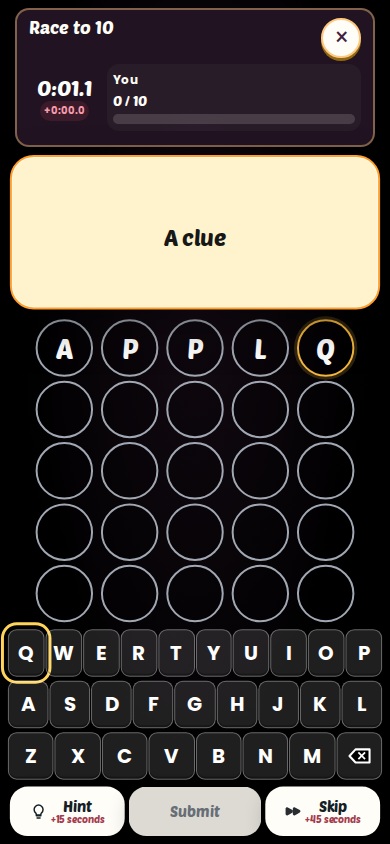 Race to 10
×
0:01.1
+0:00.0
You
0 / 10
A clue
A P P L Q
Q W E R T Y U I O P
A S D F G H J K L
Z X C V B N M
Hint
+15 seconds
Submit
Skip
+45 seconds